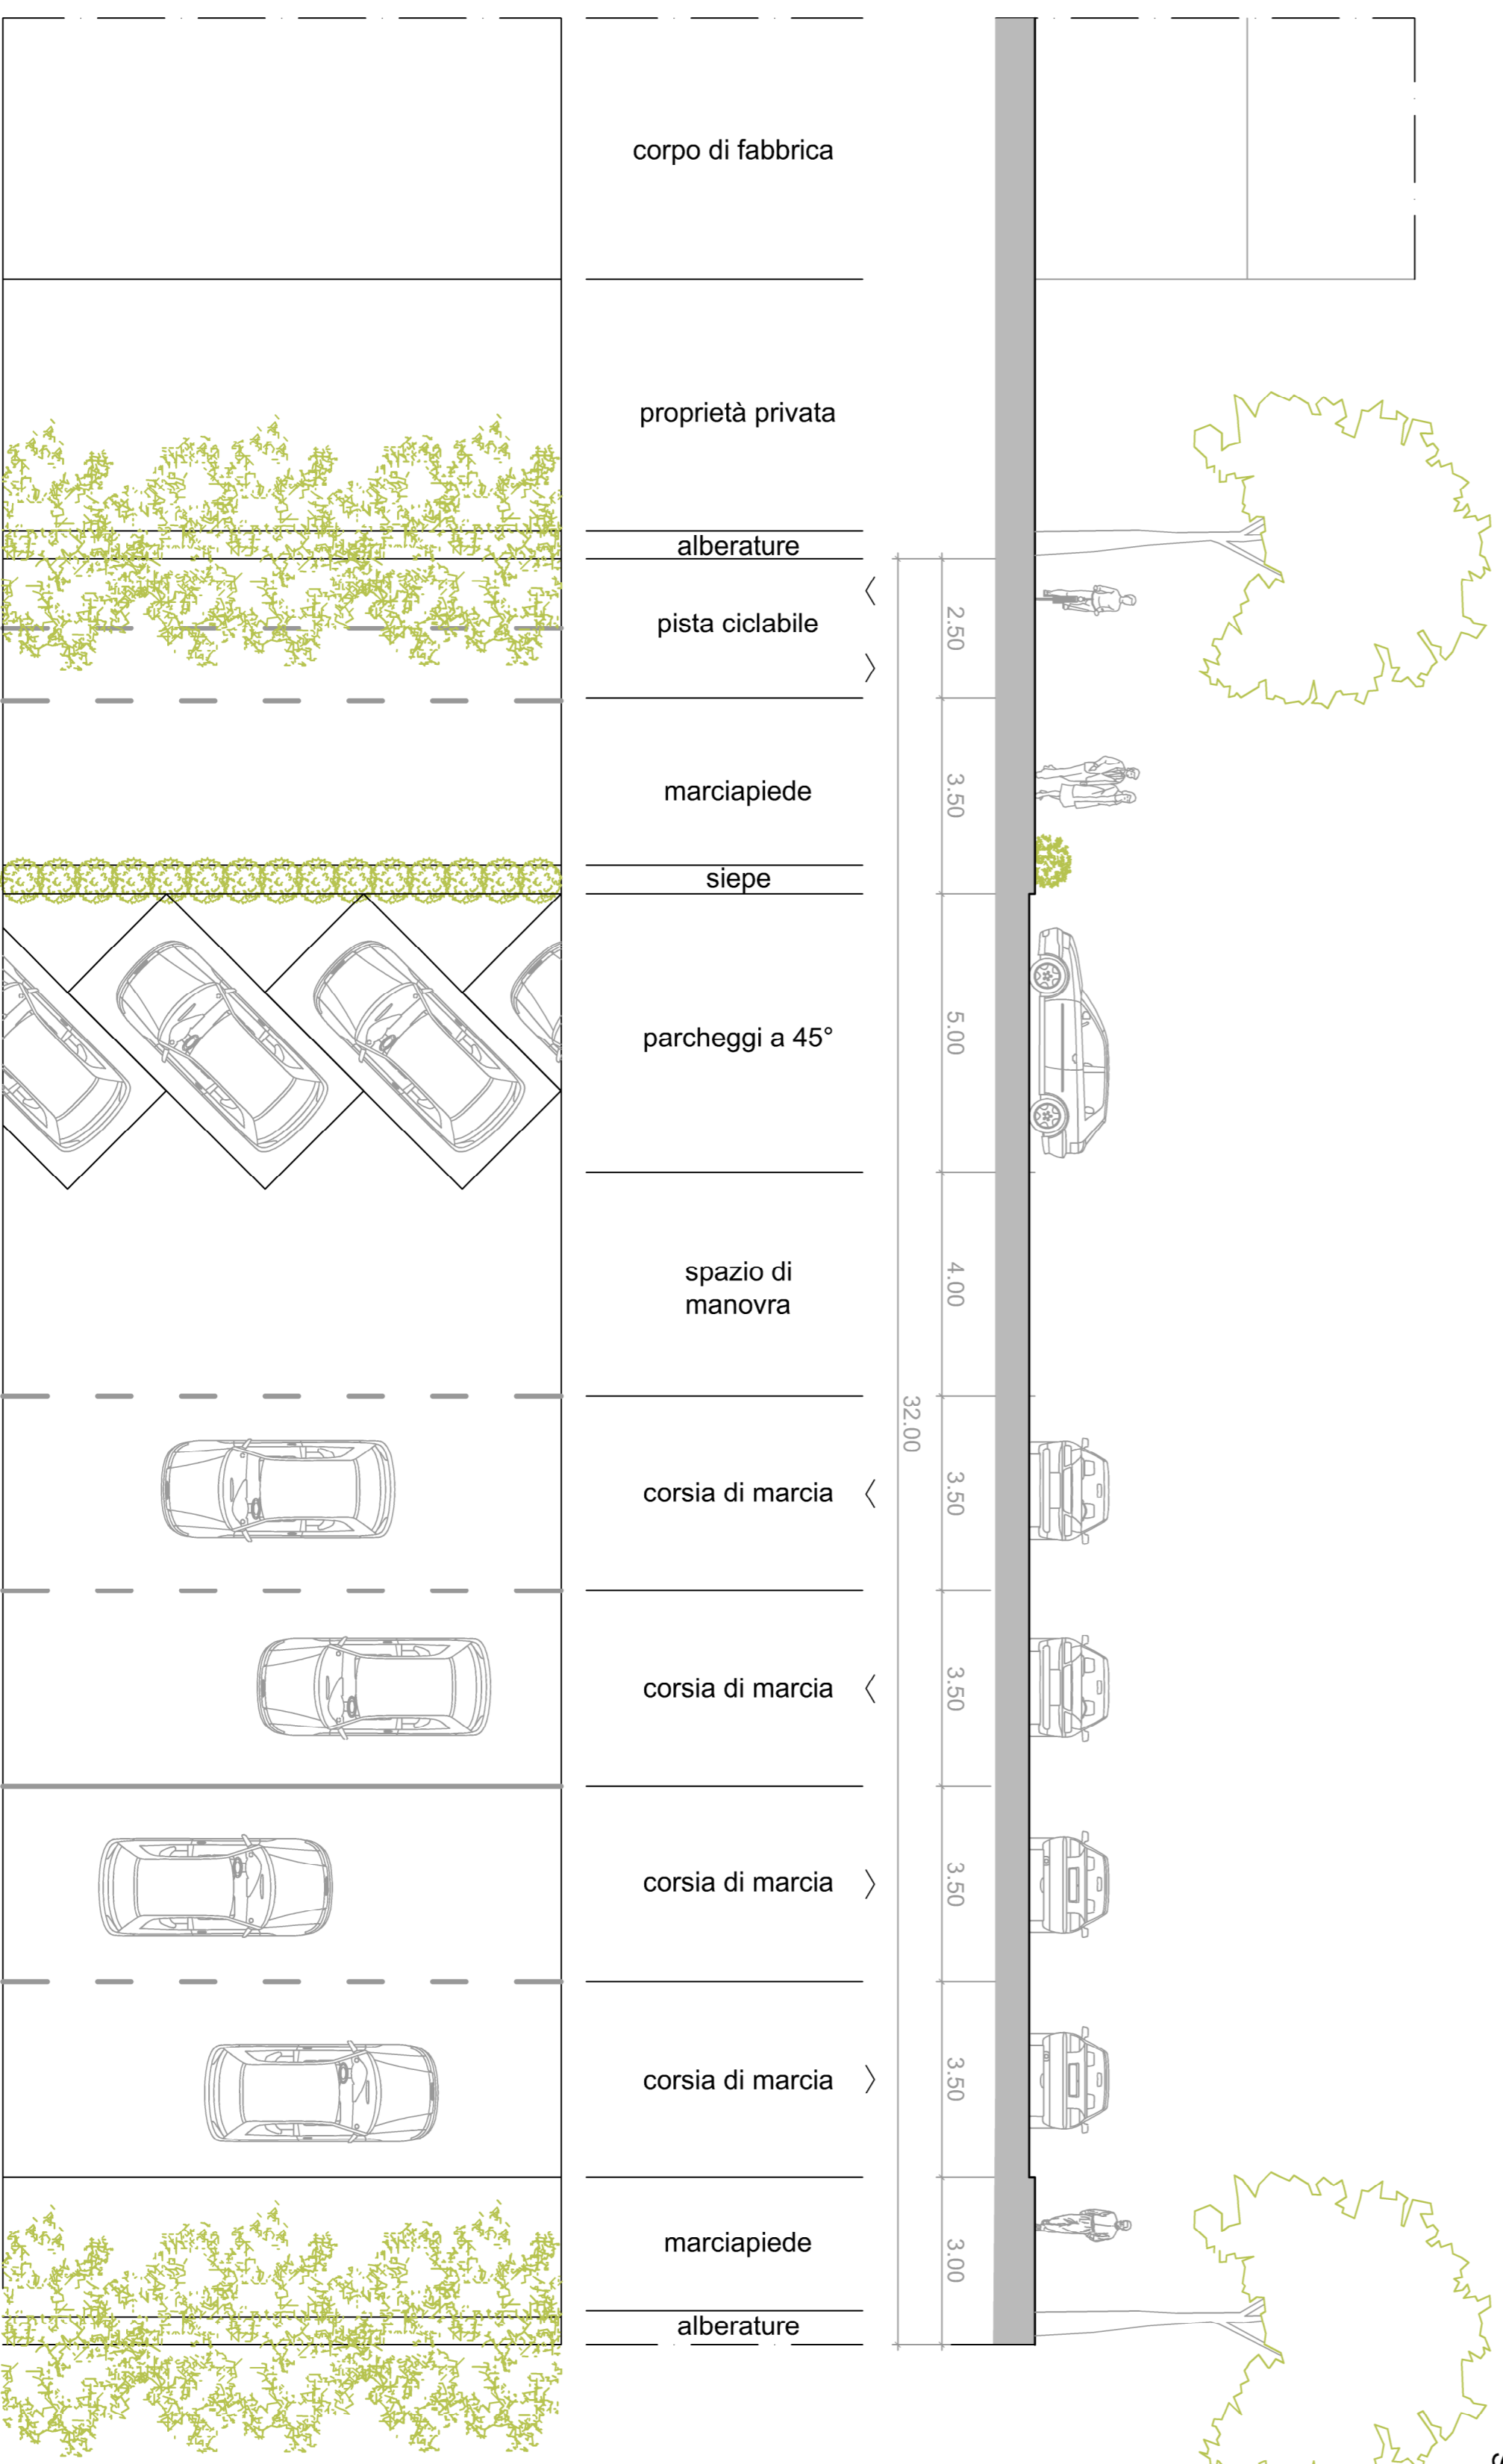 corpo di fabbrica
proprietà privata
alberature
pista ciclabile
2.50
marciapiede
3.50
siepe
parcheggi a 45°
5.00
spazio di
manovra
4.00
32.00
corsia di marcia
3.50
corsia di marcia
3.50
corsia di marcia
3.50
corsia di marcia
3.50
marciapiede
3.00
alberature